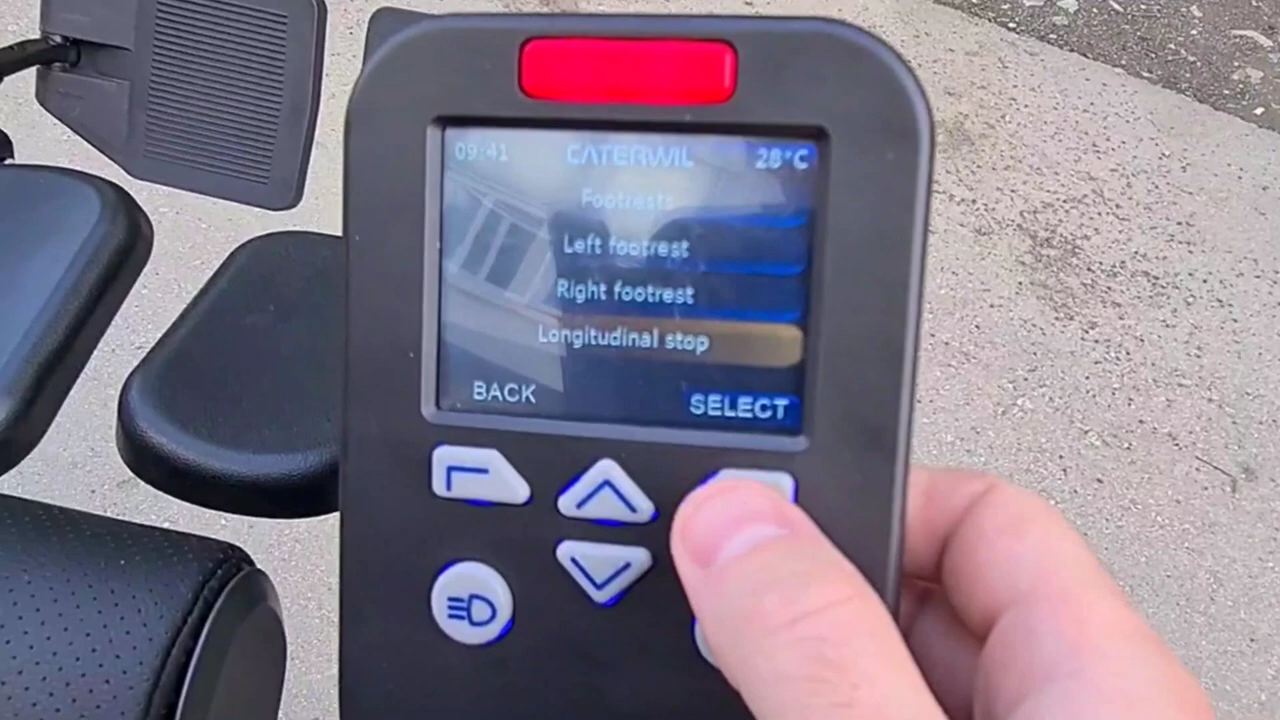 09:41 CATERWIL 28°C
Footrests
Left footrest
Right footrest
Longitudinal stop
BACK SELECT